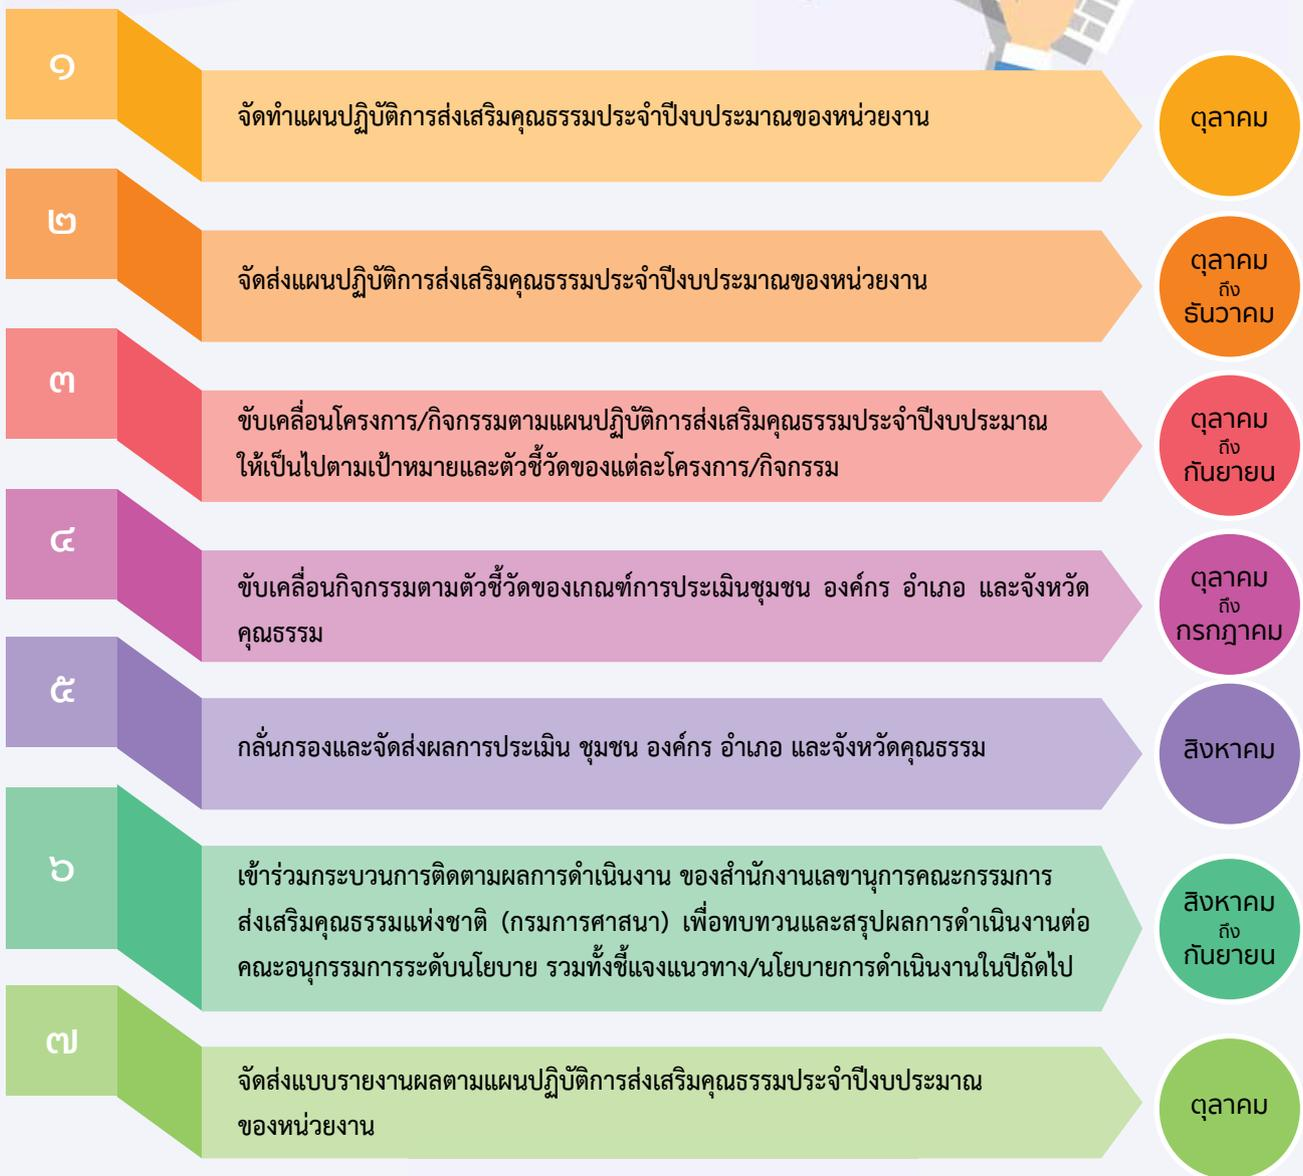 ๑
จัดทำแผนปฏิบัติการส่งเสริมคุณธรรมประจำปีงบประมาณของหน่วยงาน
ตุลาคม
๒
จัดส่งแผนปฏิบัติการส่งเสริมคุณธรรมประจำปีงบประมาณของหน่วยงาน
ตุลาคม
ถึง
ธันวาคม
๓
ขับเคลื่อนโครงการ/กิจกรรมตามแผนปฏิบัติการส่งเสริมคุณธรรมประจำปีงบประมาณ
ให้เป็นไปตามเป้าหมายและตัวชี้วัดของแต่ละโครงการ/กิจกรรม
ตุลาคม
ถึง
กันยายน
๔
ขับเคลื่อนกิจกรรมตามตัวชี้วัดของเกณฑ์การประเมินชุมชน องค์กร อำเภอ และจังหวัด
คุณธรรม
ตุลาคม
ถึง
กรกฎาคม
๕
กลั่นกรองและจัดส่งผลการประเมิน ชุมชน องค์กร อำเภอ และจังหวัดคุณธรรม
สิงหาคม
๖
เข้าร่วมกระบวนการติดตามผลการดำเนินงาน ของสำนักงานเลขานุการคณะกรรมการ
ส่งเสริมคุณธรรมแห่งชาติ (กรมการศาสนา) เพื่อทบทวนและสรุปผลการดำเนินงานต่อ
คณะอนุกรรมการระดับนโยบาย รวมทั้งชี้แจงแนวทาง/นโยบายการดำเนินงานในปีถัดไป
สิงหาคม
ถึง
กันยายน
๗
จัดส่งแบบรายงานผลตามแผนปฏิบัติการส่งเสริมคุณธรรมประจำปีงบประมาณ
ของหน่วยงาน
ตุลาคม